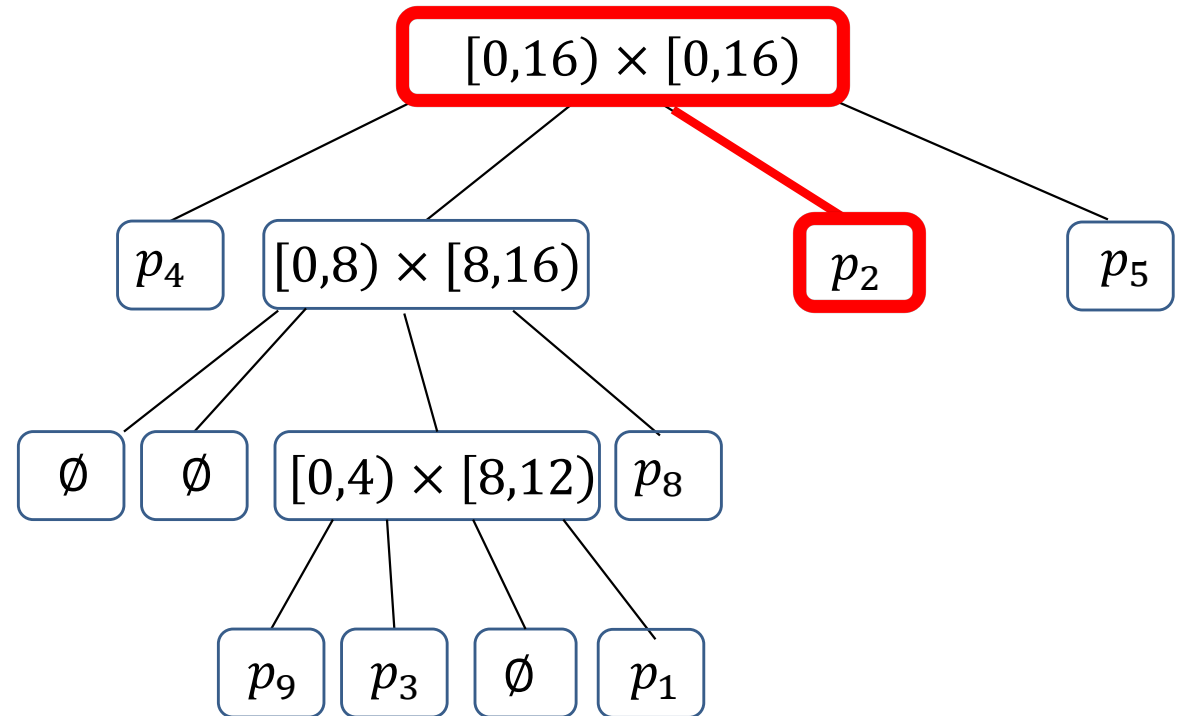 [0,16) × [0,16)
p₄ [0,8) × [8,16) p₂ p₅
∅ ∅ [0,4) × [8,12) p₈
p₉ p₃ ∅ p₁